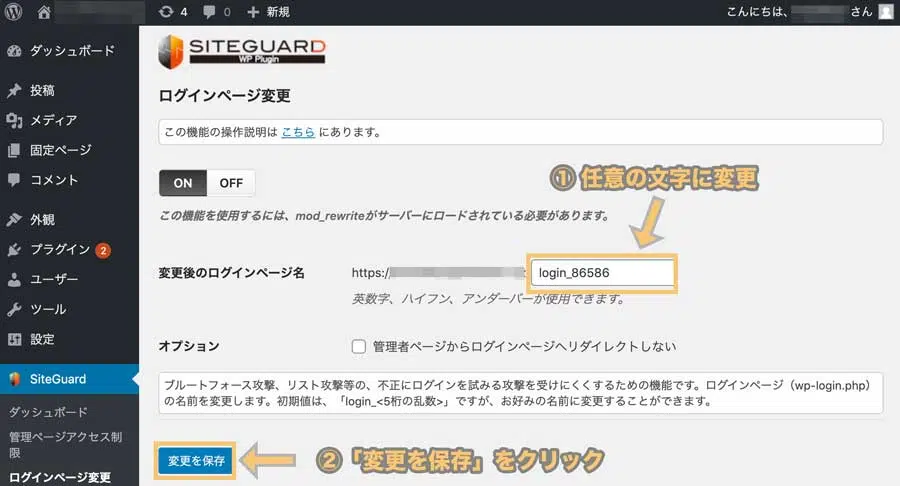 4 0 + 新規 こんにちは、 さん
ダッシュボード
投稿
メディア
固定ページ
コメント
外観
プラグイン 2
ユーザー
ツール
設定
SiteGuard
ダッシュボード
管理ページアクセス制
限
ログインページ変更
SITEGUARD
WP Plugin
ログインページ変更
この機能の操作説明は こちら にあります。
ON OFF
① 任意の文字に変更
この機能を使用するには、mod_rewriteがサーバーにロードされている必要があります。
変更後のログインページ名 https:// login_86586
英数字、ハイフン、アンダーバーが使用できます。
オプション 管理者ページからログインページへリダイレクトしない
ブルートフォース攻撃、リスト攻撃等の、不正にログインを試みる攻撃を受けにくくするための機能です。ログインページ（wp-login.php）
の名前を変更します。初期値は、「login_<5桁の乱数>」ですが、お好みの名前に変更することができます。
変更を保存 ②「変更を保存」をクリック